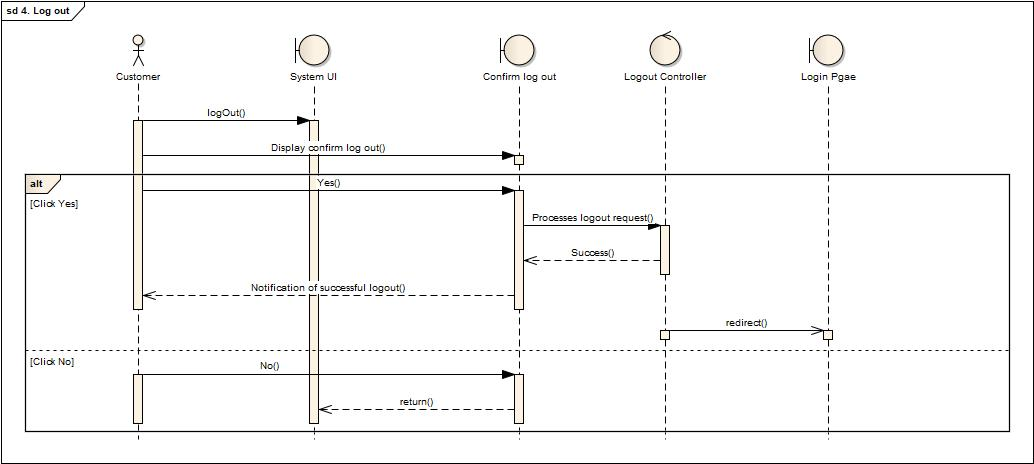 sd 4. Log out
Customer
System UI
Confirm log out
Logout Controller
Login Pgae
logOut()
Display confirm log out()
alt
Yes()
[Click Yes]
Processes logout request()
Success()
Notification of successful logout()
redirect()
[Click No]
No()
return()